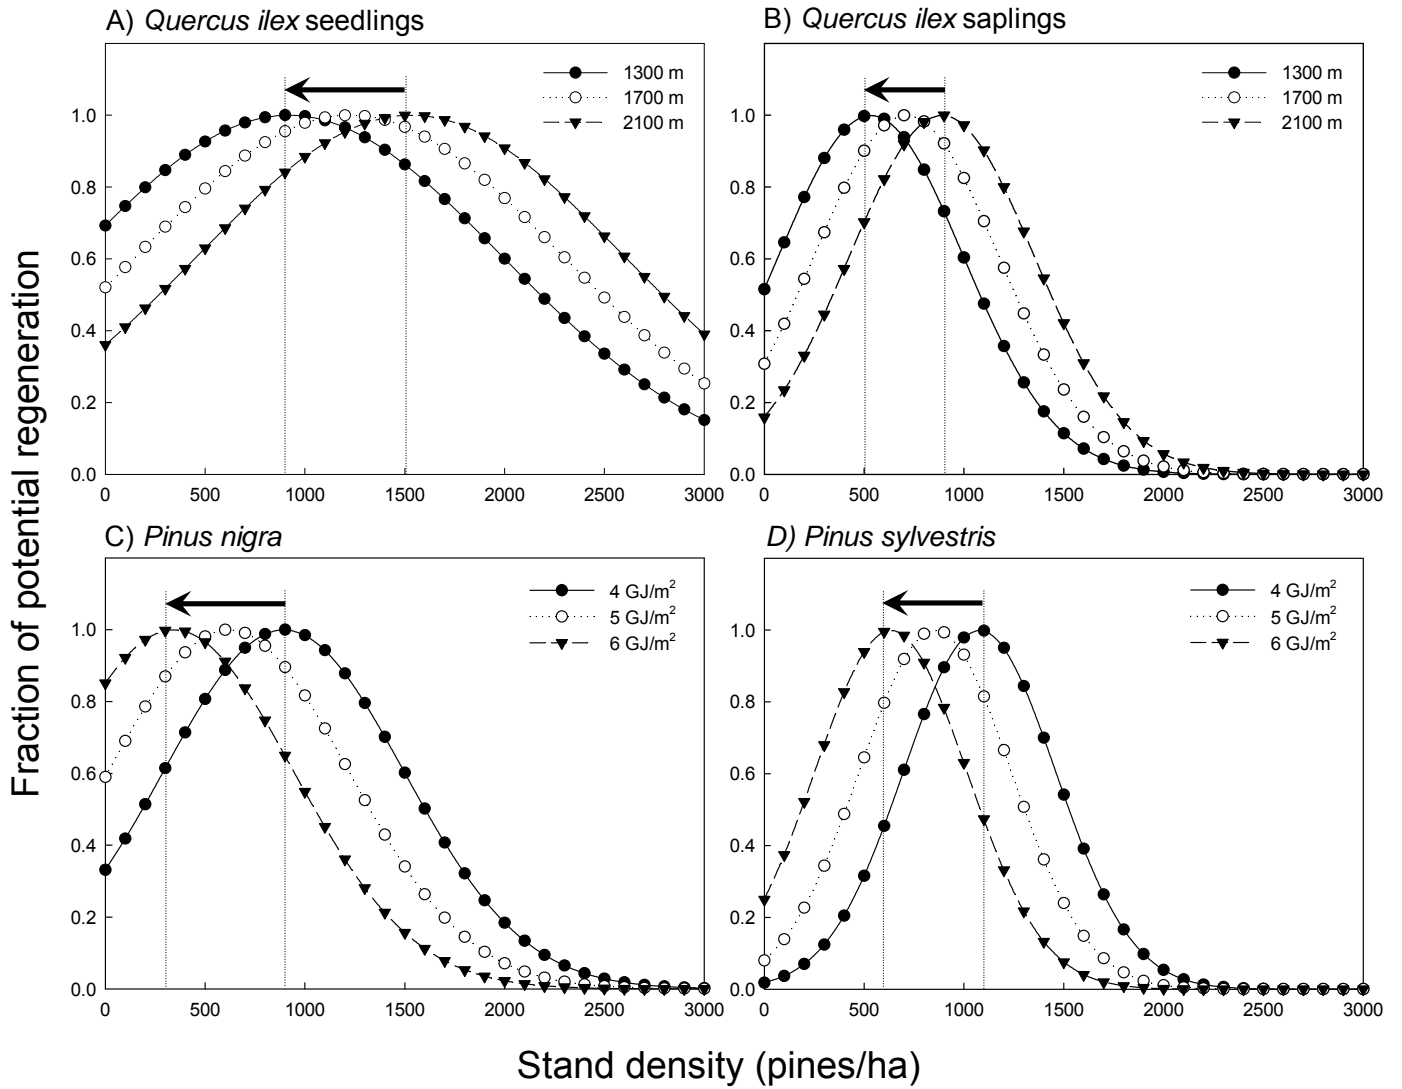 A) Quercus ilex seedlings
1300 m
1700 m
2100 m
1.0
0.8
0.6
0.4
0.2
0.0
0 500 1000 1500 2000 2500 3000
B) Quercus ilex saplings
1300 m
1700 m
2100 m
1.0
0.8
0.6
0.4
0.2
0.0
0 500 1000 1500 2000 2500 3000
Fraction of potential regeneration
C) Pinus nigra
4 GJ/m²
5 GJ/m²
6 GJ/m²
1.0
0.8
0.6
0.4
0.2
0.0
0 500 1000 1500 2000 2500 3000
D) Pinus sylvestris
4 GJ/m²
5 GJ/m²
6 GJ/m²
1.0
0.8
0.6
0.4
0.2
0.0
0 500 1000 1500 2000 2500 3000
Stand density (pines/ha)